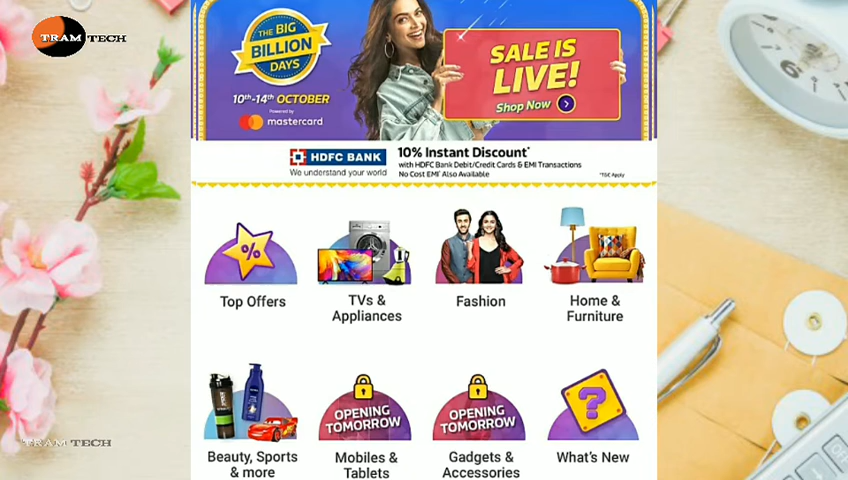 TRAM TECH
THE BIG
BILLION
DAYS
10th-14th OCTOBER
Powered by
mastercard
SALE IS
LIVE!
Shop Now
HDFC BANK
We understand your world
10% Instant Discount*
with HDFC Bank Debit/Credit Cards & EMI Transactions
No Cost EMI* Also Available
*T&C Apply
%
Top Offers
TVs &
Appliances
Fashion
Home &
Furniture
OPENING
TOMORROW
OPENING
TOMORROW
?
Beauty, Sports
& more
Mobiles &
Tablets
Gadgets &
Accessories
What's New
TRAM TECH